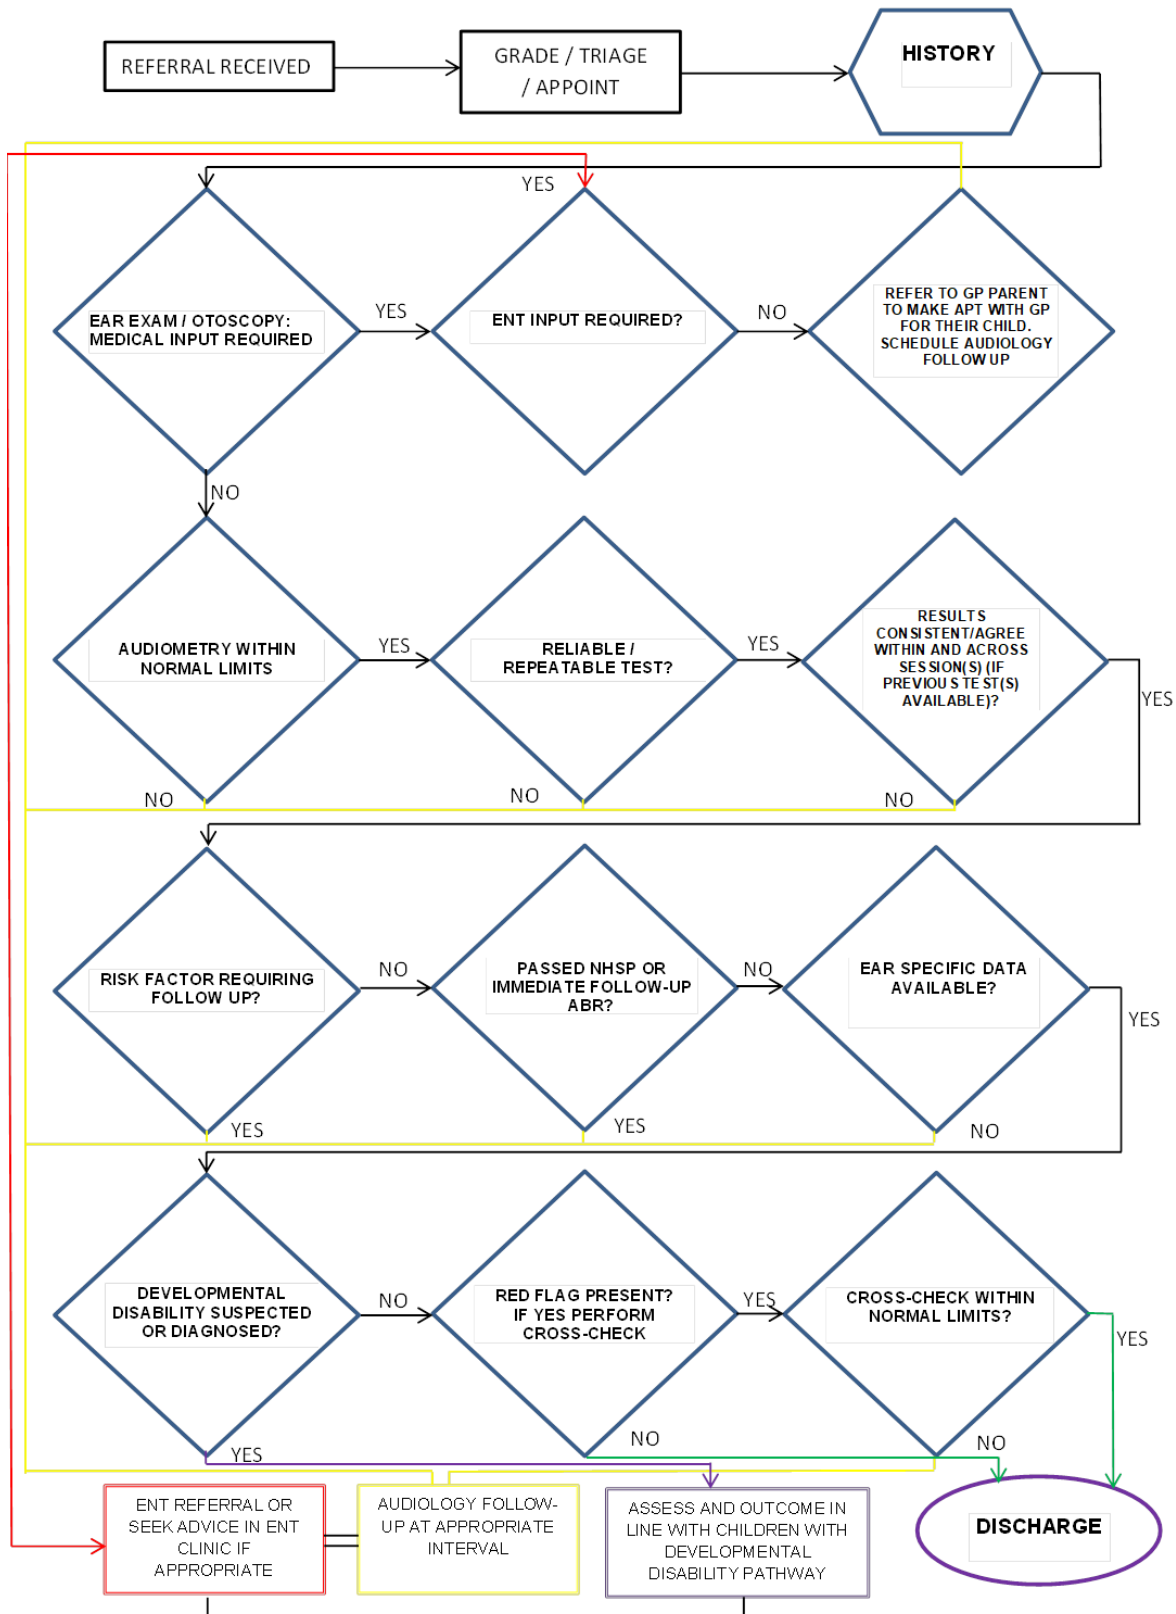 REFERRAL RECEIVED
GRADE / TRIAGE
/ APPOINT
HISTORY
YES
EAR EXAM / OTOSCOPY:
MEDICAL INPUT REQUIRED
YES
ENT INPUT REQUIRED?
NO
REFER TO GP PARENT
TO MAKE APT WITH GP
FOR THEIR CHILD.
SCHEDULE AUDIOLOGY
FOLLOW UP
NO
AUDIOMETRY WITHIN
NORMAL LIMITS
YES
RELIABLE /
REPEATABLE TEST?
YES
RESULTS
CONSISTENT/AGREE
WITHIN AND ACROSS
SESSION(S) (IF
PREVIOUS TEST(S)
AVAILABLE)?
YES
NO
NO
NO
RISK FACTOR REQUIRING
FOLLOW UP?
NO
PASSED NHSP OR
IMMEDIATE FOLLOW-UP
ABR?
NO
EAR SPECIFIC DATA
AVAILABLE?
YES
YES
YES
NO
DEVELOPMENTAL
DISABILITY SUSPECTED
OR DIAGNOSED?
NO
RED FLAG PRESENT?
IF YES PERFORM
CROSS-CHECK
YES
CROSS-CHECK WITHIN
NORMAL LIMITS?
YES
YES
NO
NO
ENT REFERRAL OR
SEEK ADVICE IN ENT
CLINIC IF
APPROPRIATE
AUDIOLOGY FOLLOW-
UP AT APPROPRIATE
INTERVAL
ASSESS AND OUTCOME IN
LINE WITH CHILDREN WITH
DEVELOPMENTAL
DISABILITY PATHWAY
DISCHARGE